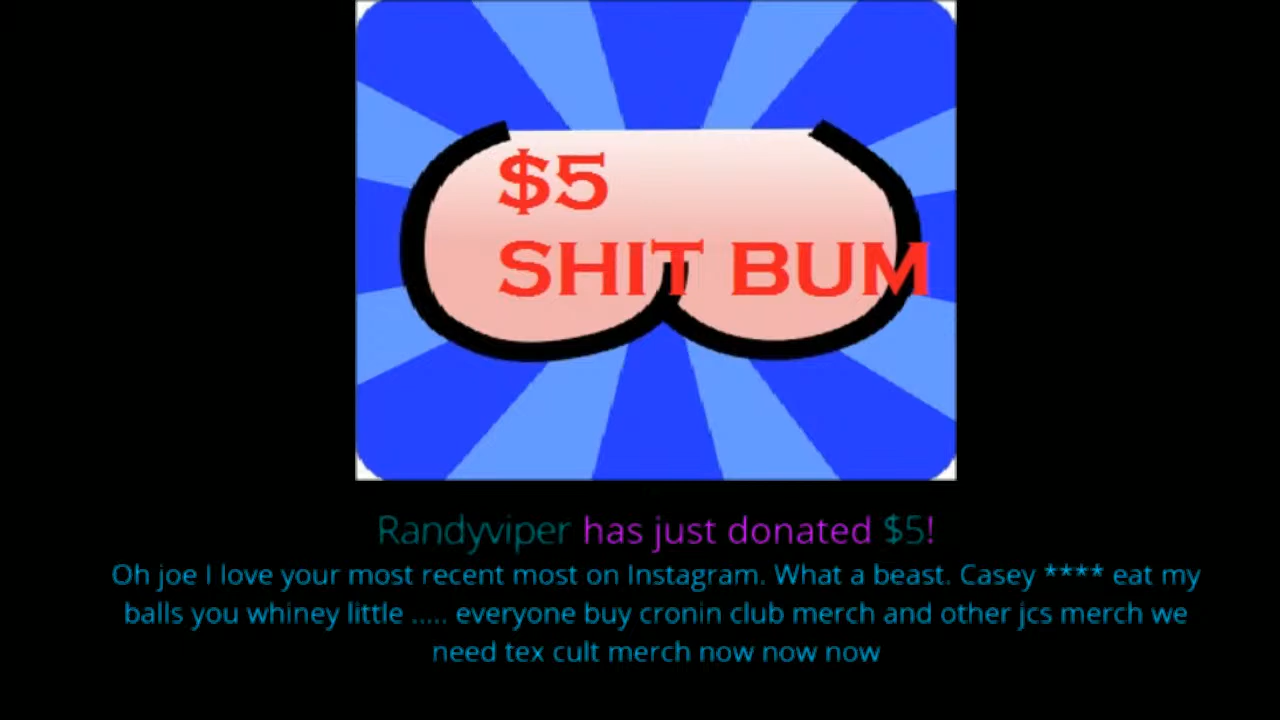 $5
SHIT BUM
Randyviper has just donated $5!
Oh joe I love your most recent most on Instagram. What a beast. Casey **** eat my
balls you whiney little ..... everyone buy cronin club merch and other jcs merch we
need tex cult merch now now now